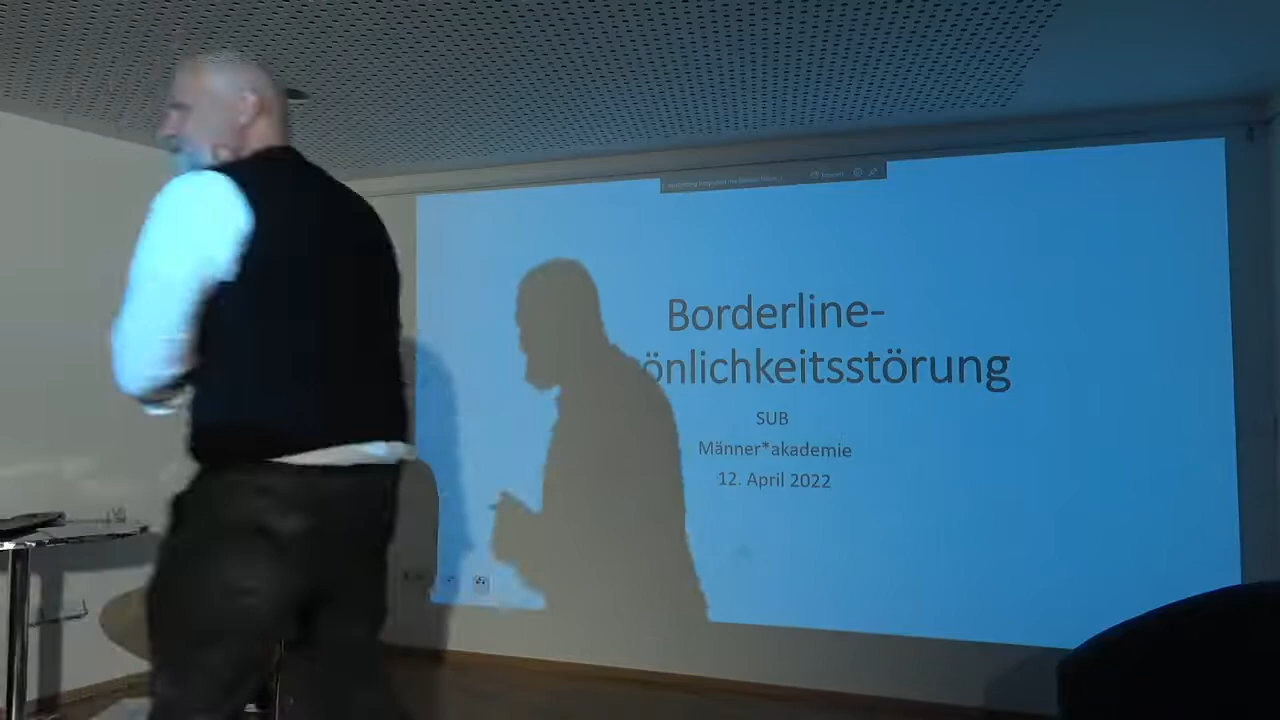 Borderline-
önlichkeitsstörung
SUB
Männer*akademie
12. April 2022